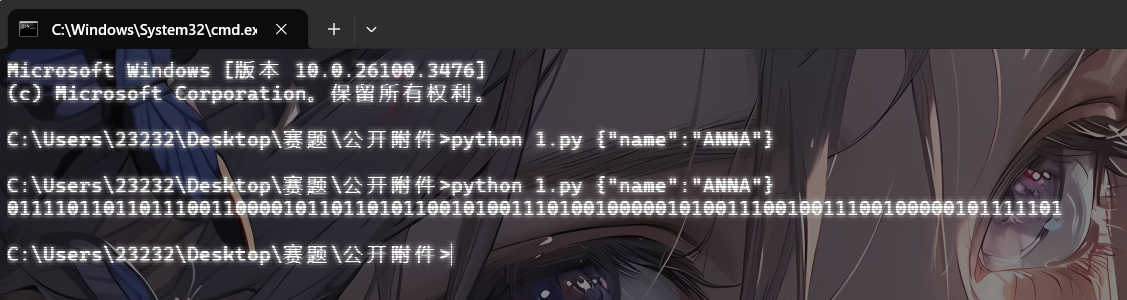 C:\Windows\System32\cmd.ex
Microsoft Windows [版本 10.0.26100.3476]
(c) Microsoft Corporation。保留所有权利。
C:\Users\23232\Desktop\赛题\公开附件>python 1.py {"name":"ANNA"}
C:\Users\23232\Desktop\赛题\公开附件>python 1.py {"name":"ANNA"}
0111101101101110011000010110110101100101001110100100000101001110010011100100000101111101
C:\Users\23232\Desktop\赛题\公开附件>